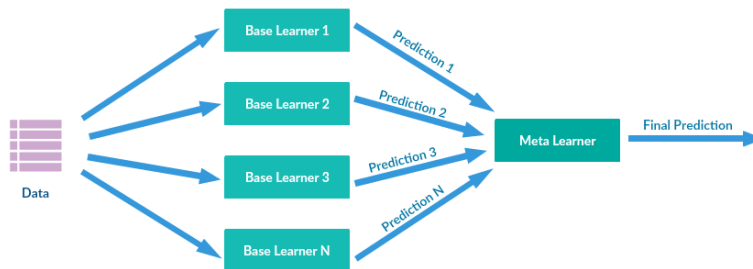 Base Learner 1
Prediction 1
Base Learner 2
Prediction 2
Data
Base Learner 3
Prediction 3
Base Learner N
Prediction N
Meta Learner
Final Prediction